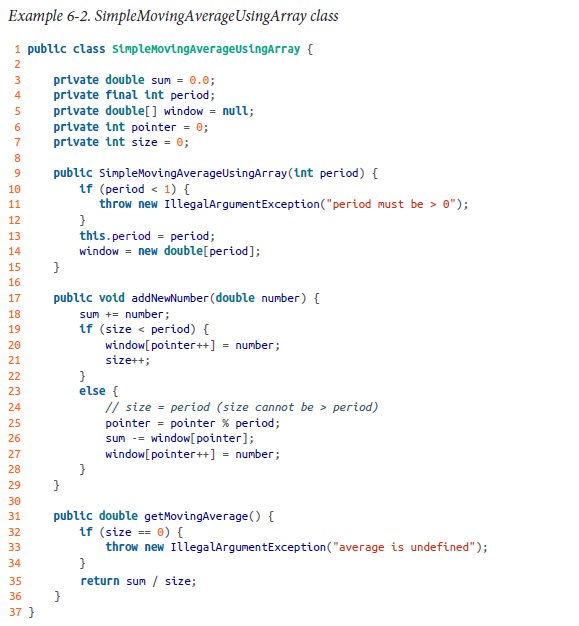 Example 6-2. SimpleMovingAverageUsingArray class
1 public class SimpleMovingAverageUsingArray {
2
3     private double sum = 0.0;
4     private final int period;
5     private double[] window = null;
6     private int pointer = 0;
7     private int size = 0;
8
9     public SimpleMovingAverageUsingArray(int period) {
10         if (period < 1) {
11            throw new IllegalArgumentException("period must be > 0");
12         }
13         this.period = period;
14         window = new double[period];
15     }
16
17     public void addNewNumber(double number) {
18         sum += number;
19         if (size < period) {
20             window[pointer++] = number;
21             size++;
22         }
23         else {
24             // size = period (size cannot be > period)
25             pointer = pointer % period;
26             sum -= window[pointer];
27             window[pointer++] = number;
28         }
29     }
30
31     public double getMovingAverage() {
32         if (size == 0) {
33             throw new IllegalArgumentException("average is undefined");
34         }
35         return sum / size;
36     }
37 }